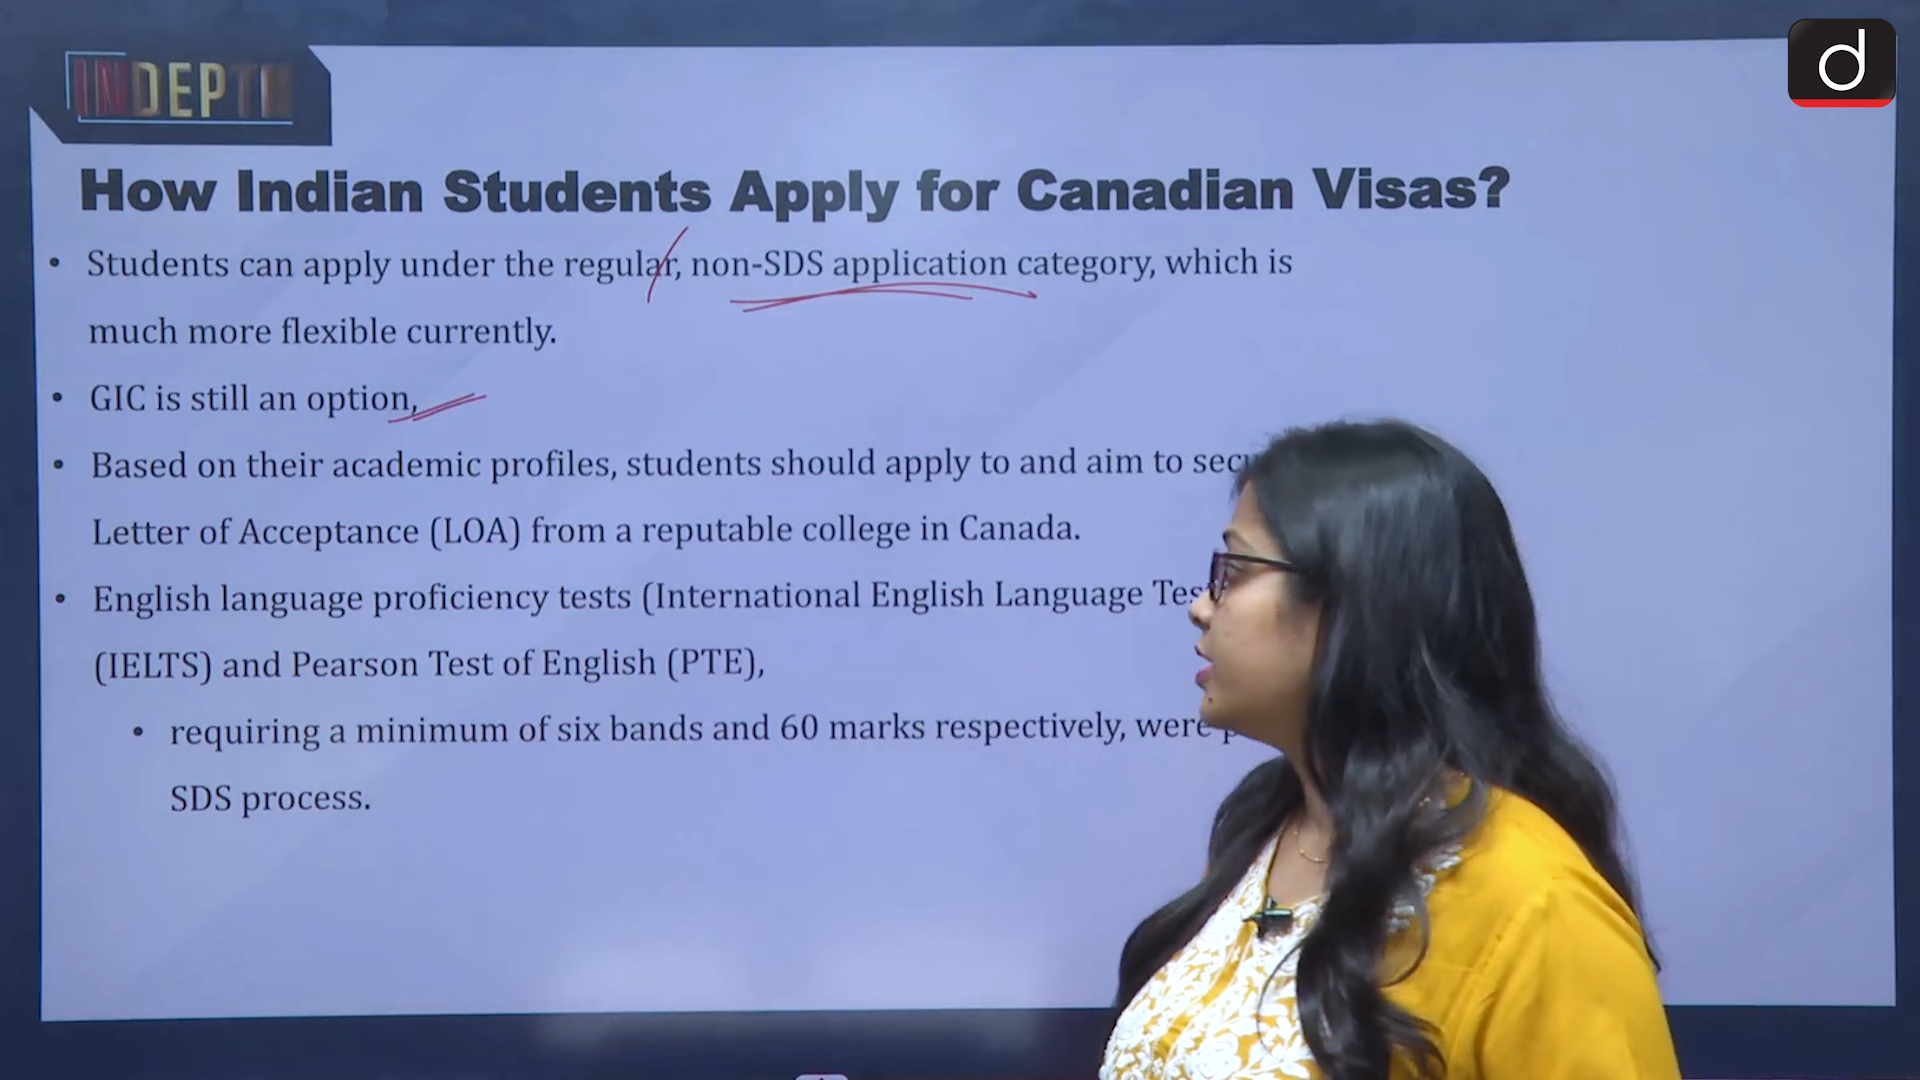 INDEPTH
d
How Indian Students Apply for Canadian Visas?
• Students can apply under the regular, non-SDS application category, which is
much more flexible currently.
• GIC is still an option,
• Based on their academic profiles, students should apply to and aim to
Letter of Acceptance (LOA) from a reputable college in Canada.
• English language proficiency tests (International English Language
(IELTS) and Pearson Test of English (PTE),
• requiring a minimum of six bands and 60 marks respectively, were
SDS process.